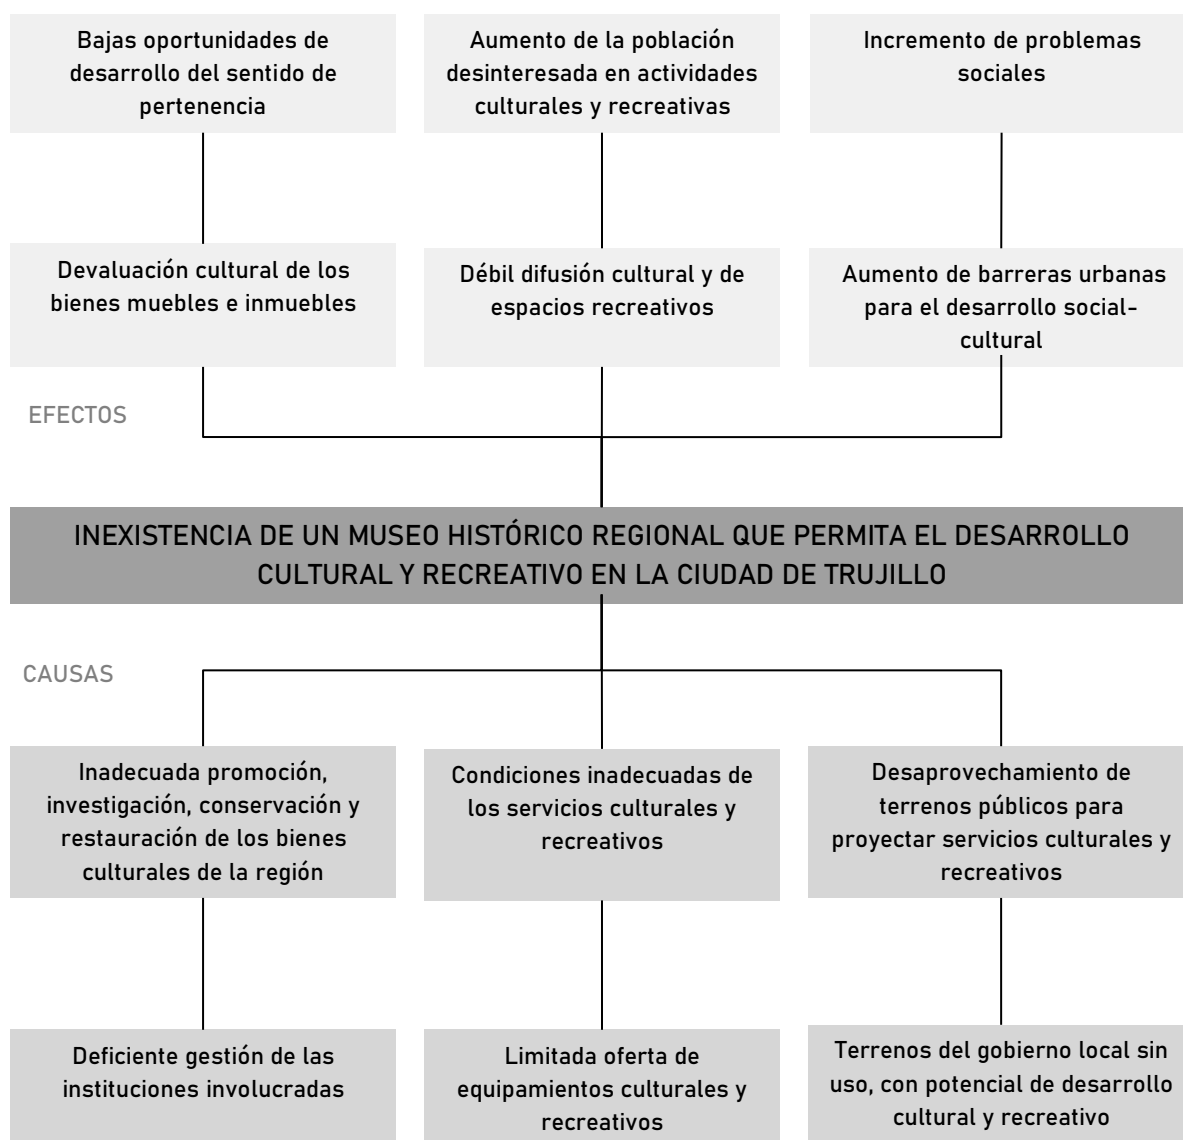 Bajas oportunidades de
desarrollo del sentido de
pertenencia
Aumento de la población
desinteresada en actividades
culturales y recreativas
Incremento de problemas
sociales
Devaluación cultural de los
bienes muebles e inmuebles
Débil difusión cultural y de
espacios recreativos
Aumento de barreras urbanas
para el desarrollo social-
cultural
EFECTOS
INEXISTENCIA DE UN MUSEO HISTÓRICO REGIONAL QUE PERMITA EL DESARROLLO
CULTURAL Y RECREATIVO EN LA CIUDAD DE TRUJILLO
CAUSAS
Inadecuada promoción,
investigación, conservación y
restauración de los bienes
culturales de la región
Condiciones inadecuadas de
los servicios culturales y
recreativos
Desaprovechamiento de
terrenos públicos para
proyectar servicios culturales y
recreativos
Deficiente gestión de las
instituciones involucradas
Limitada oferta de
equipamientos culturales y
recreativos
Terrenos del gobierno local sin
uso, con potencial de desarrollo
cultural y recreativo